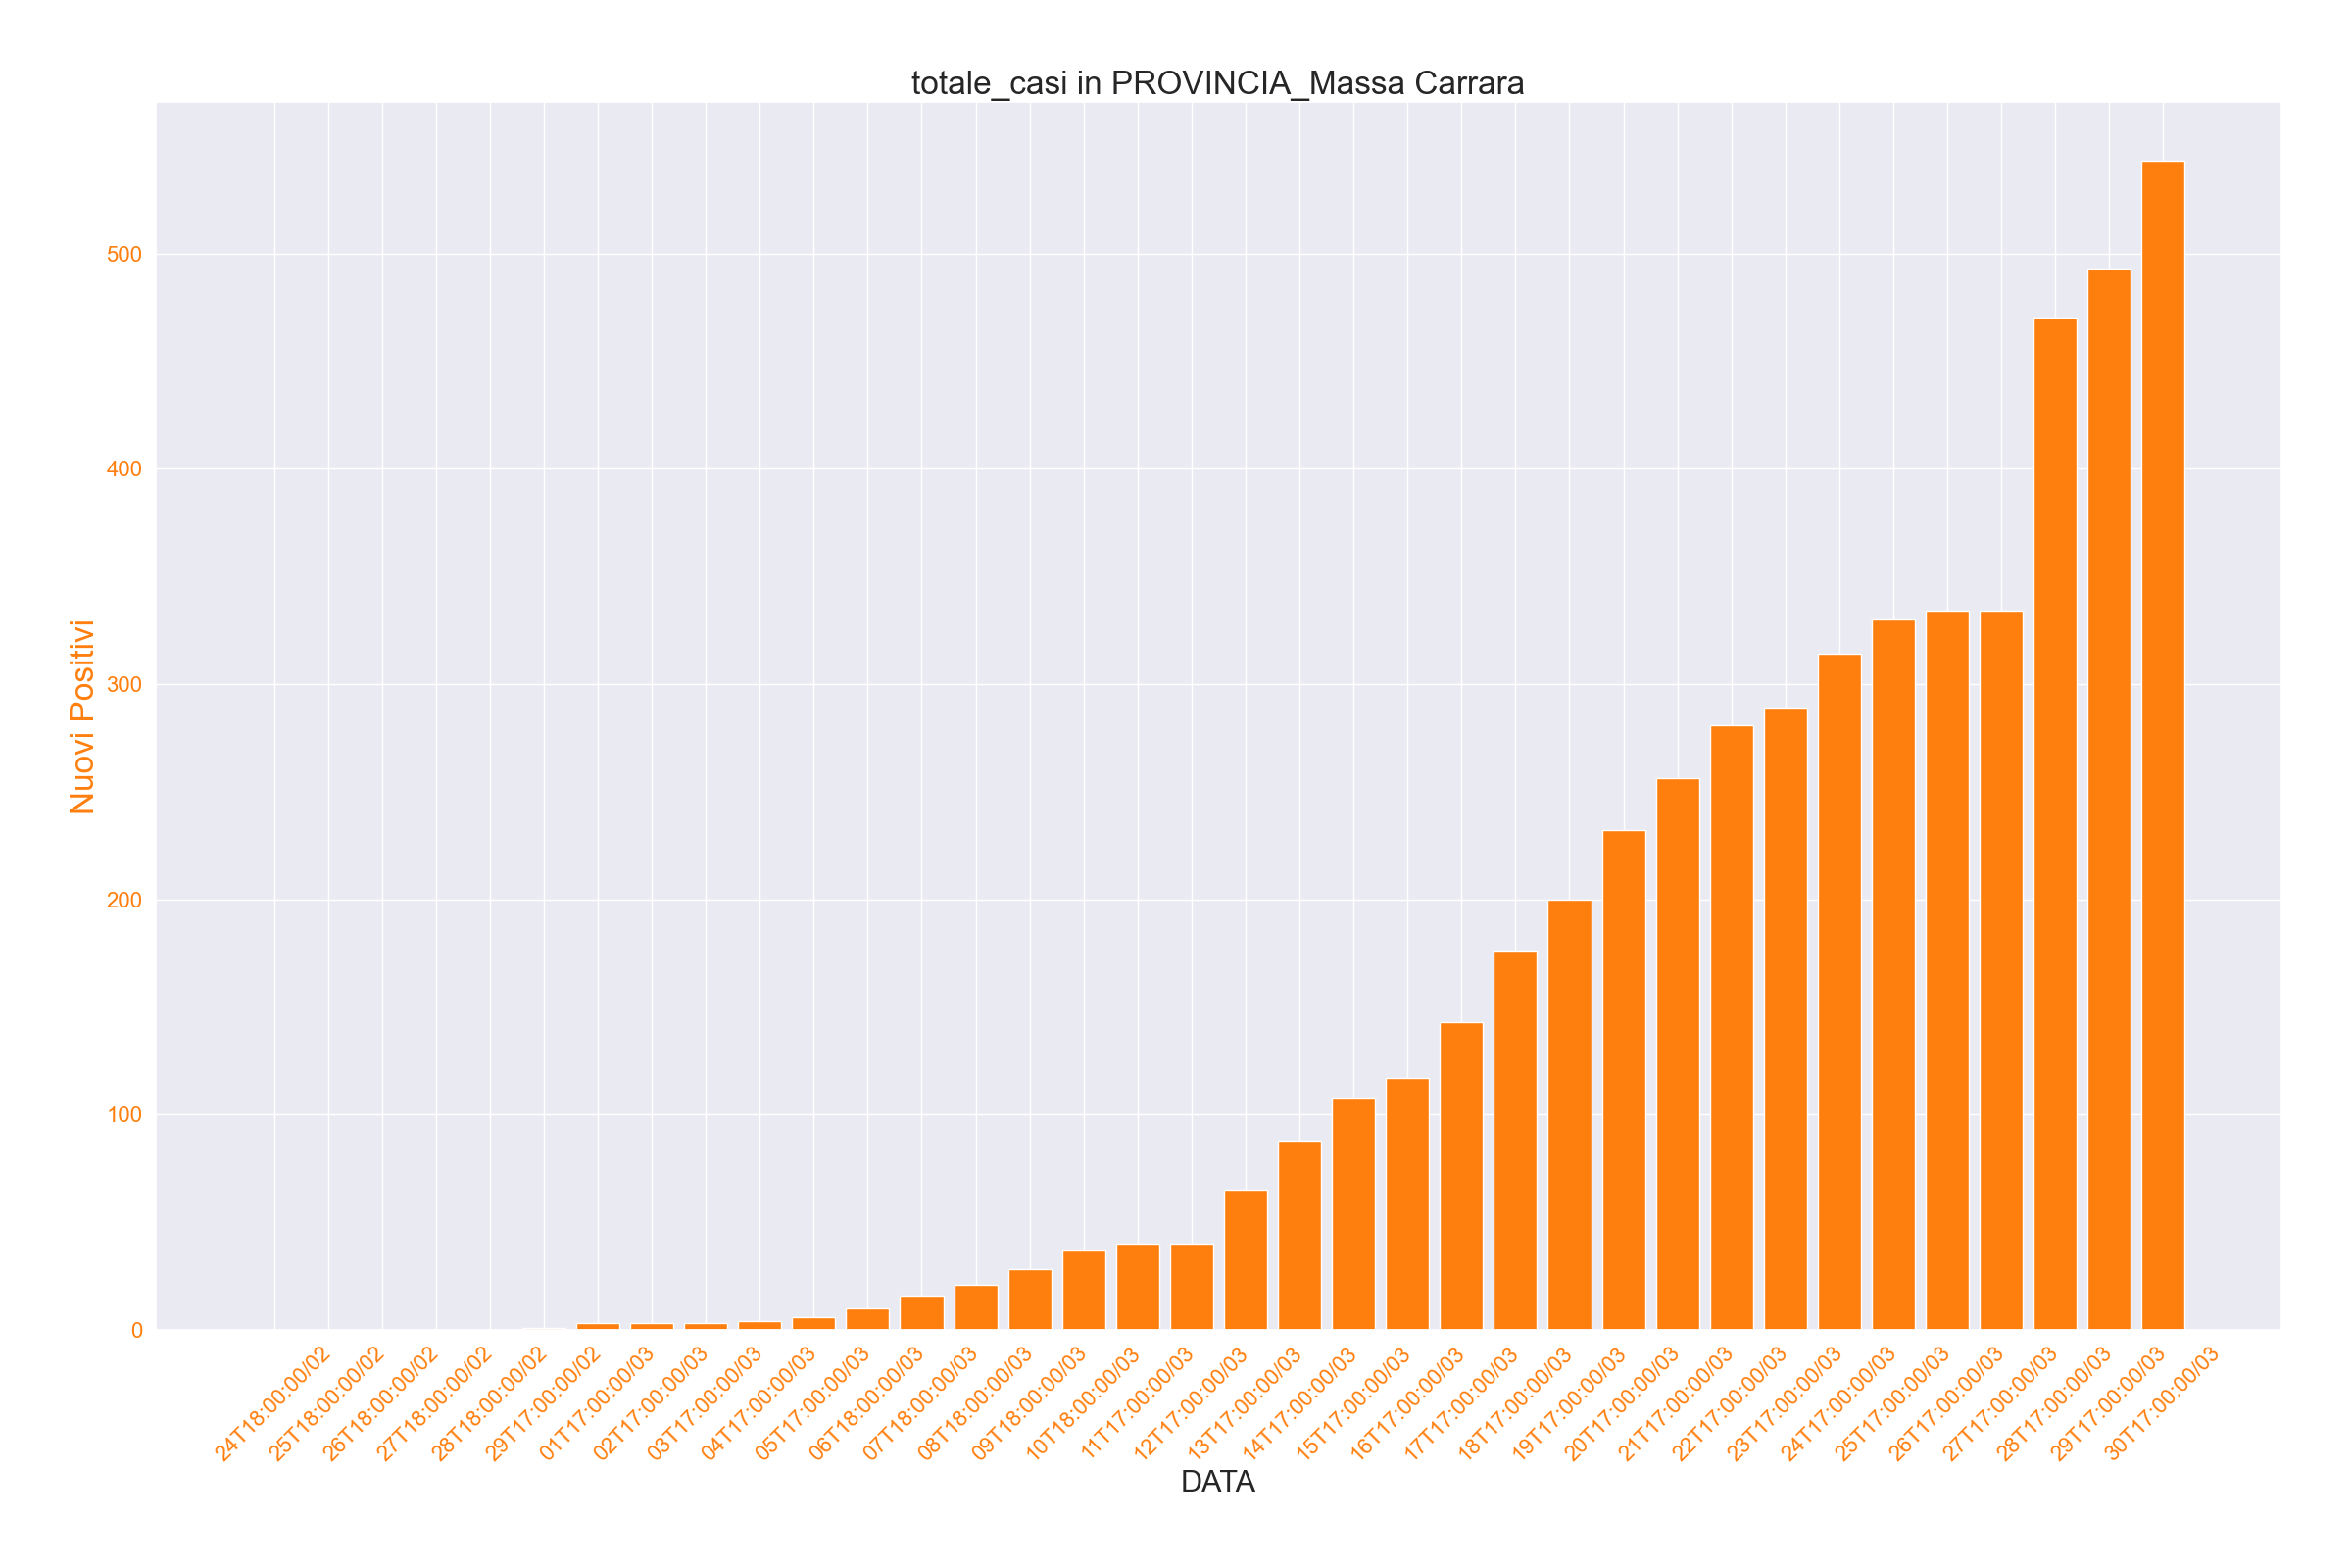 totale_casi in PROVINCIA_Massa Carrara
Nuovi Positivi
500
400
300
200
100
0
24T18:00:00/02
25T18:00:00/02
26T18:00:00/02
27T18:00:00/02
28T18:00:00/02
29T17:00:00/02
01T17:00:00/03
02T17:00:00/03
03T17:00:00/03
04T17:00:00/03
05T17:00:00/03
06T18:00:00/03
07T18:00:00/03
08T18:00:00/03
09T18:00:00/03
10T18:00:00/03
11T17:00:00/03
12T17:00:00/03
13T17:00:00/03
14T17:00:00/03
15T17:00:00/03
16T17:00:00/03
17T17:00:00/03
18T17:00:00/03
19T17:00:00/03
20T17:00:00/03
21T17:00:00/03
22T17:00:00/03
23T17:00:00/03
24T17:00:00/03
25T17:00:00/03
26T17:00:00/03
27T17:00:00/03
28T17:00:00/03
29T17:00:00/03
30T17:00:00/03
DATA